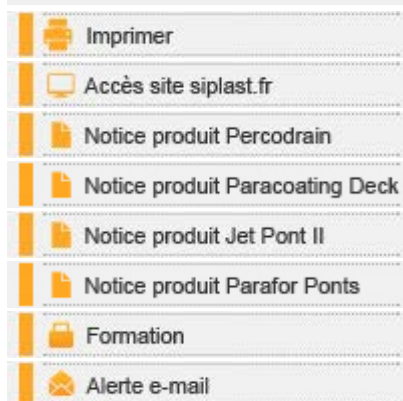 Imprimer
Accès site siplast.fr
Notice produit Percodrain
Notice produit Paracoating Deck
Notice produit Jet Pont II
Notice produit Parafor Ponts
Formation
Alerte e-mail